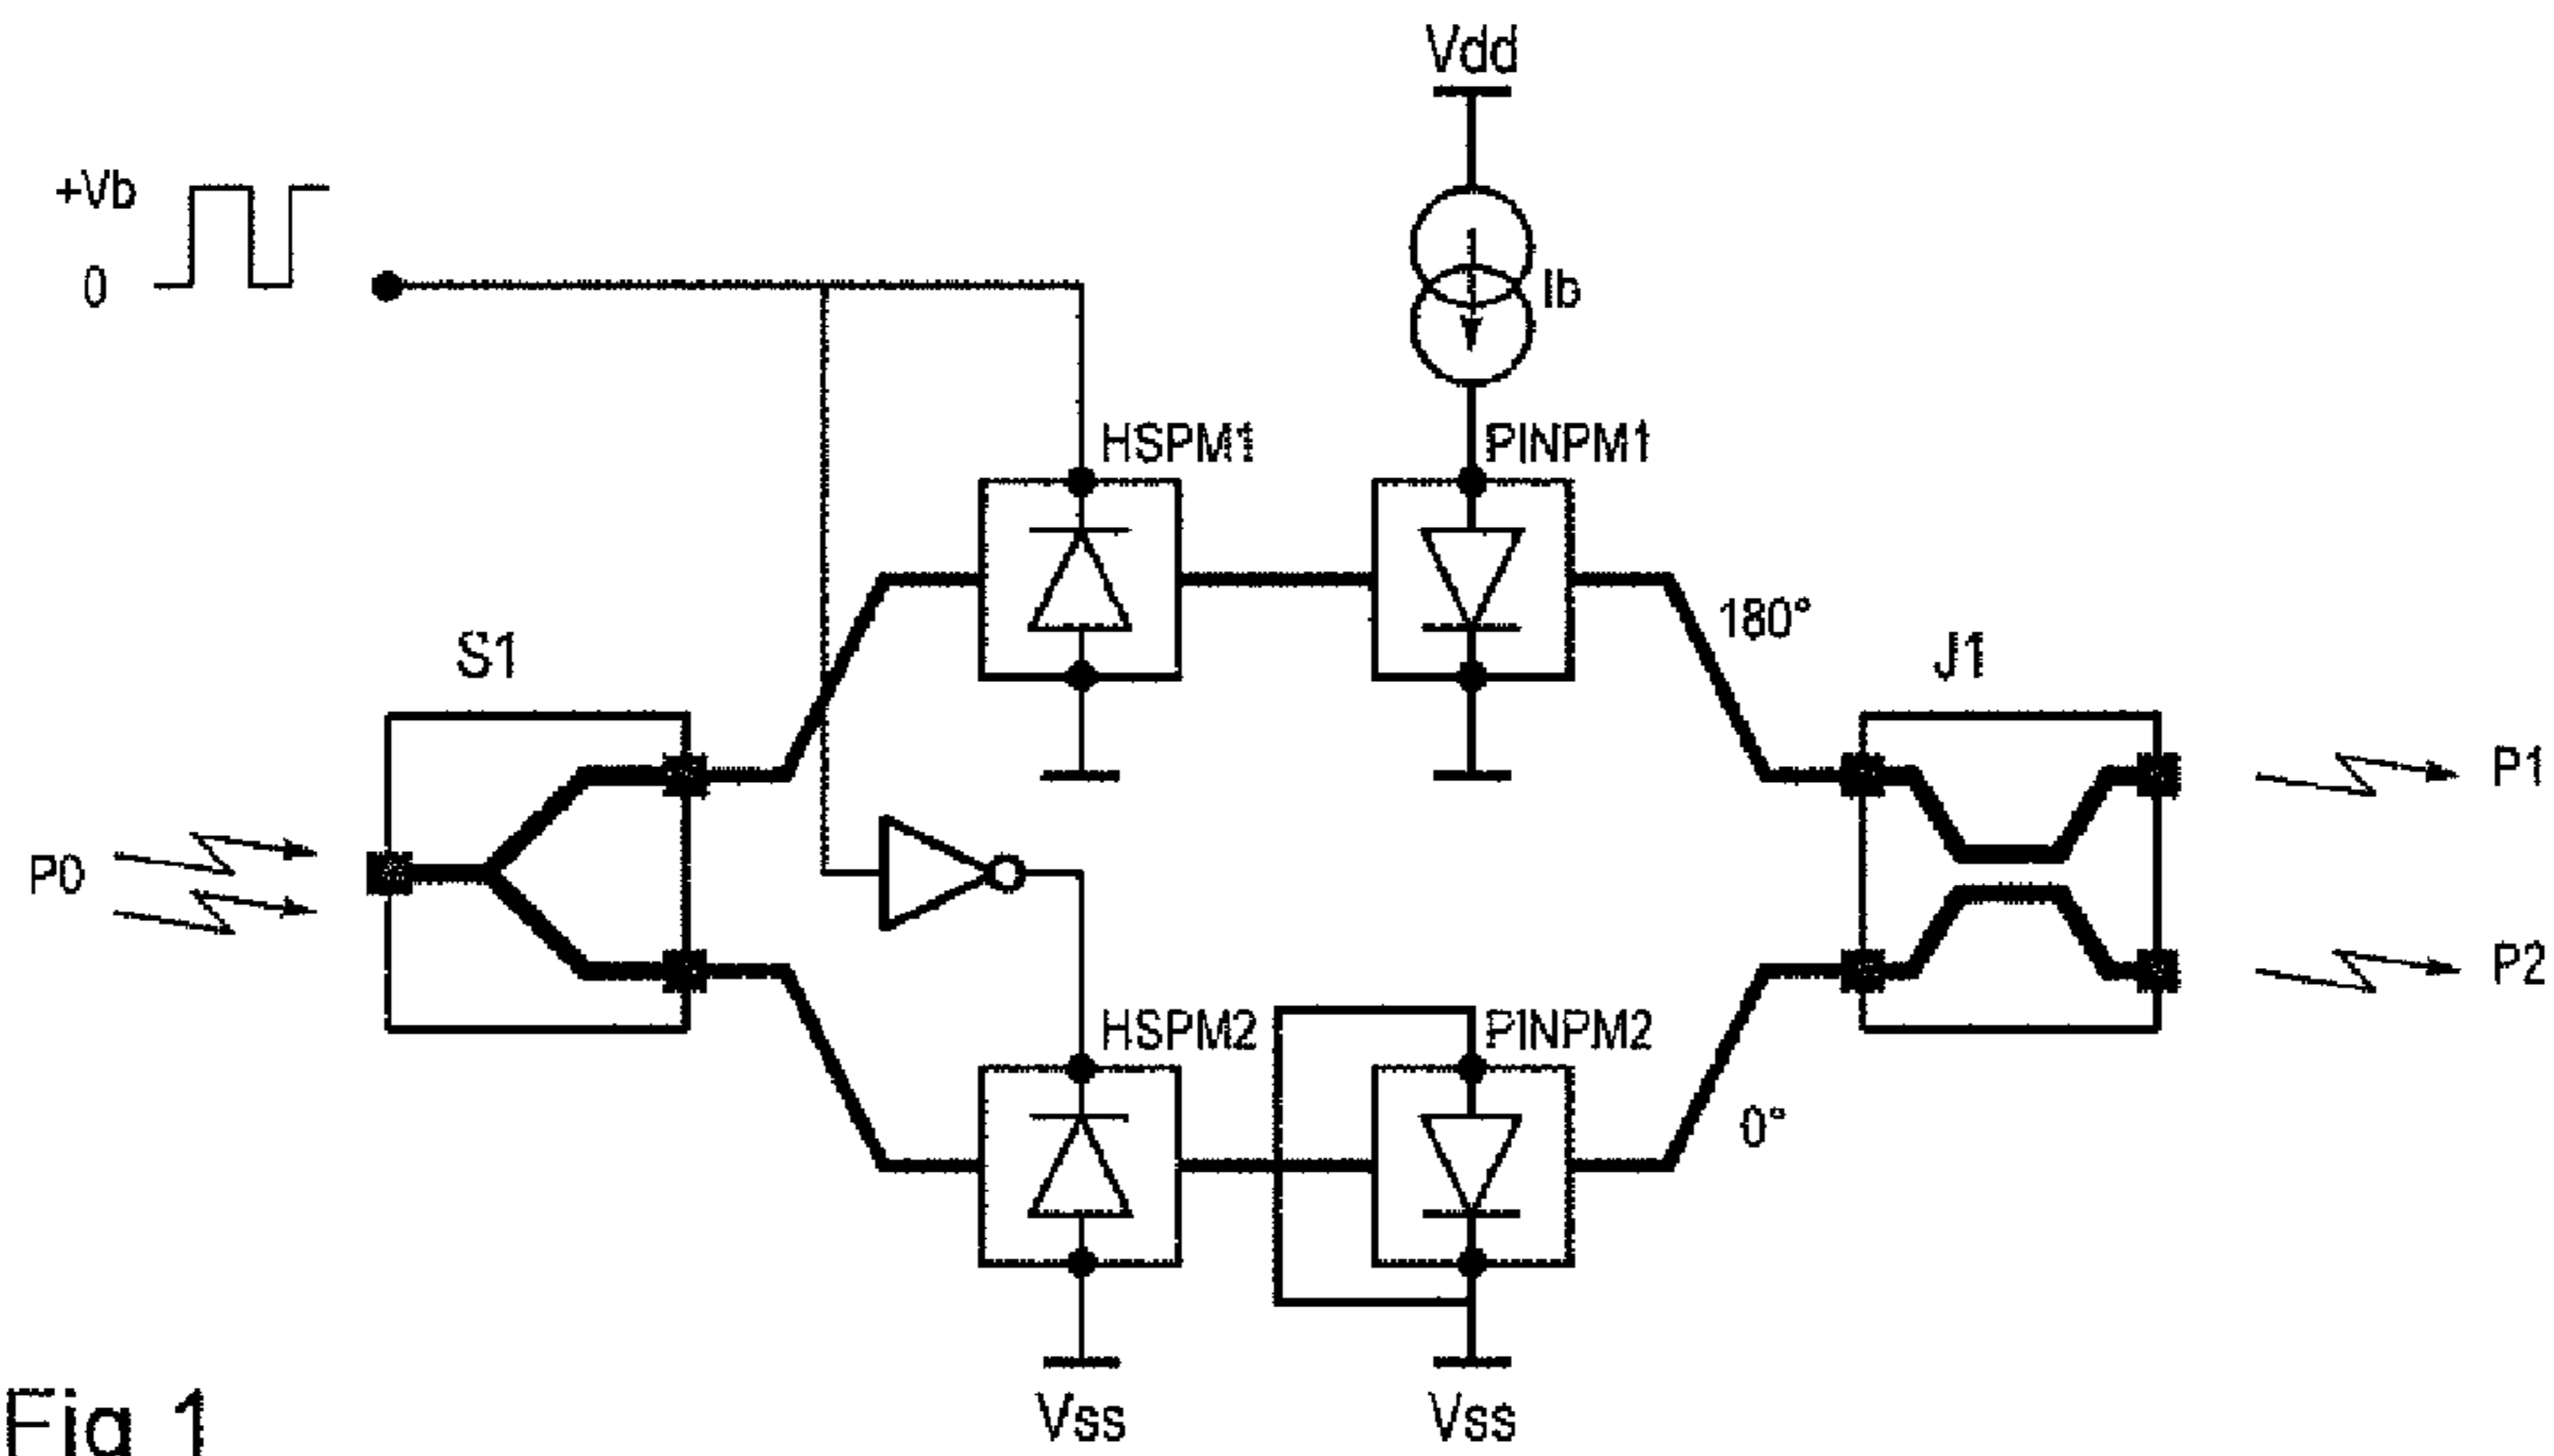 Vdd
+Vb
0
Ib
HSPM1
PINPM1
180°
S1
J1
P1
P0
P2
HSPM2
PINPM2
0°
Vss
Vss
Fig 1